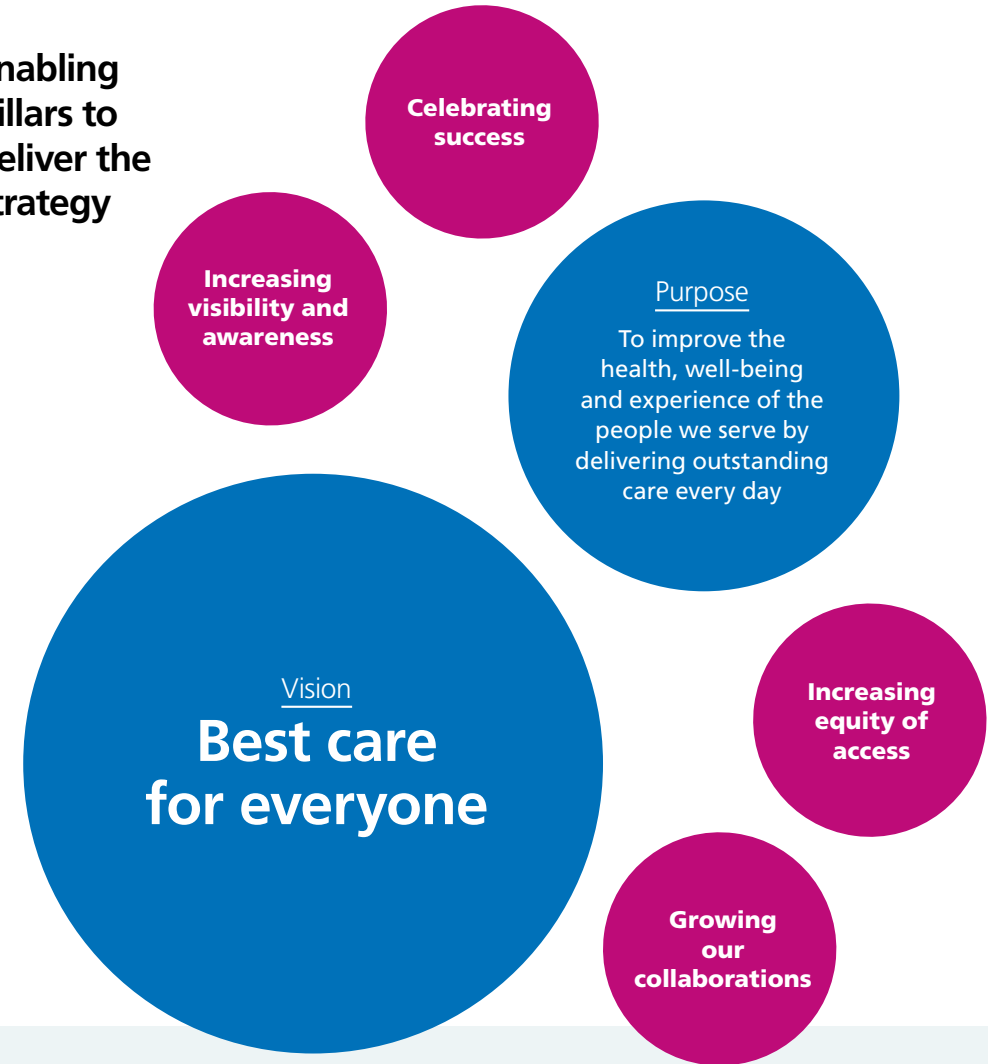 nabling
illars to
eliver the
trategy
Celebrating
success
Increasing
visibility and
awareness
Purpose
To improve the
health, well-being
and experience of the
people we serve by
delivering outstanding
care every day
Vision
Best care
for everyone
Increasing
equity of
access
Growing
our
collaborations